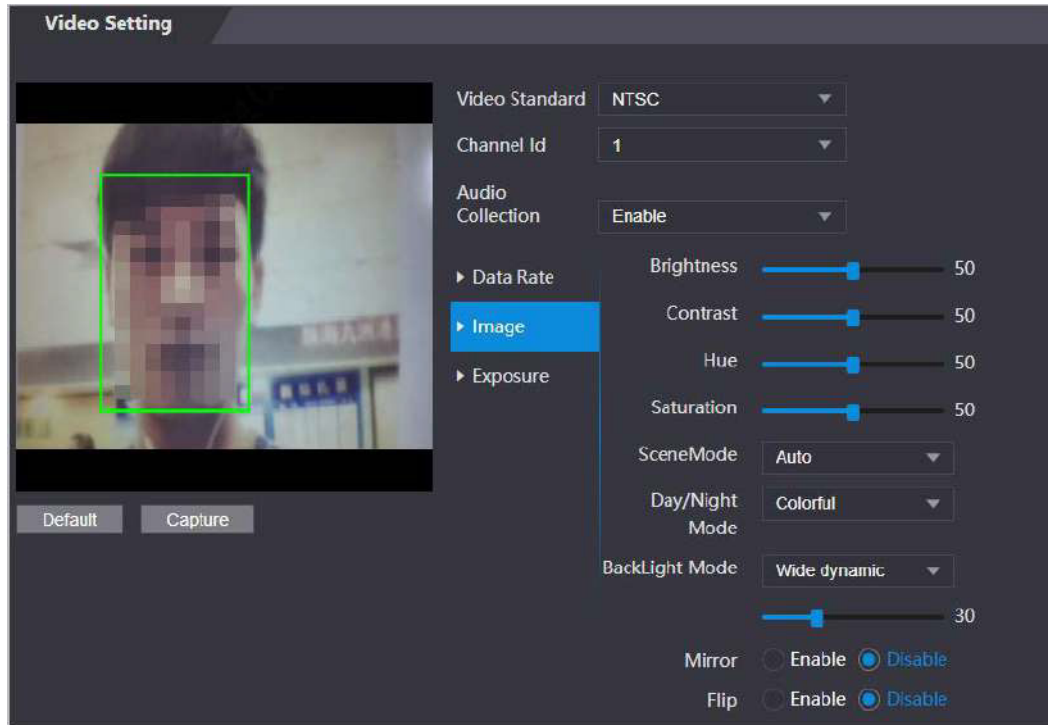 Video Setting
Video Standard NTSC
Channel Id 1
Audio
Collection Enable
Data Rate
Image
Exposure
Brightness 50
Contrast 50
Hue 50
Saturation 50
SceneMode Auto
Day/Night
Mode Colorful
BackLight Mode Wide dynamic
30
Mirror Enable Disable
Flip Enable Disable
Default Capture